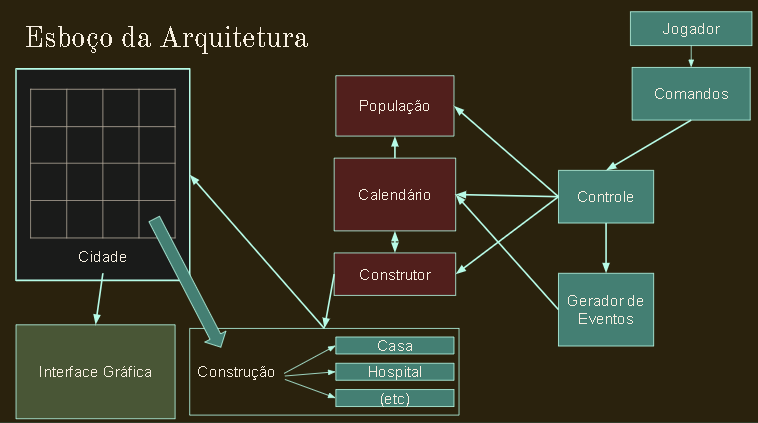 Esboço da Arquitetura
Jogador
Comandos
População
Calendário
Controle
Cidade
Construtor
Gerador de
Eventos
Interface Gráfica
Construção
Casa
Hospital
(etc)